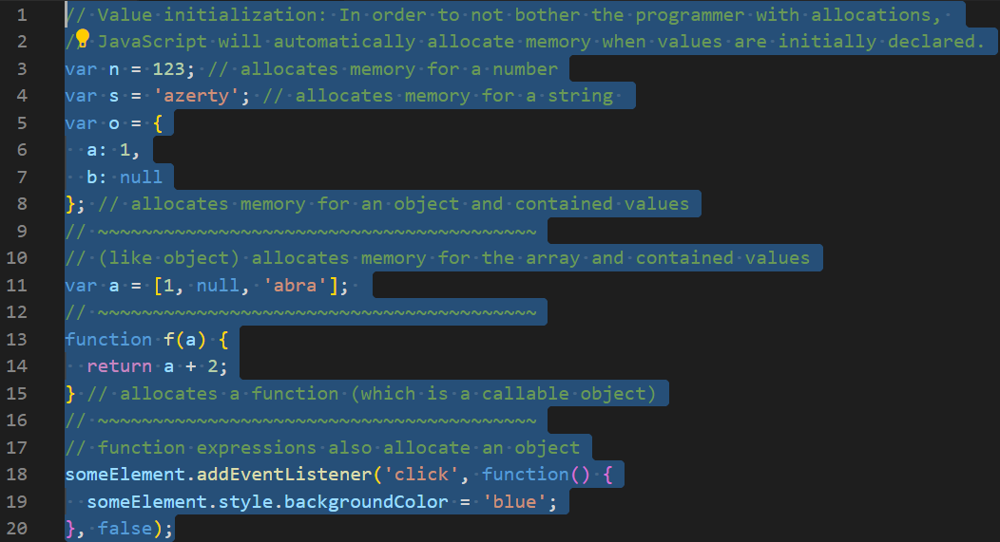 1 // Value initialization: In order to not bother the programmer with allocations,
2 // JavaScript will automatically allocate memory when values are initially declared.
3 var n = 123; // allocates memory for a number
4 var s = 'azerty'; // allocates memory for a string
5 var o = {
6   a: 1,
7   b: null
8 }; // allocates memory for an object and contained values
9 // ~~~~~~~~~~~~~~~~~~~~~~~~~~~~~~~~~~~~~~~~
10 // (like object) allocates memory for the array and contained values
11 var a = [1, null, 'abra'];
12 // ~~~~~~~~~~~~~~~~~~~~~~~~~~~~~~~~~~~~~~~~
13 function f(a) {
14   return a + 2;
15 } // allocates a function (which is a callable object)
16 // ~~~~~~~~~~~~~~~~~~~~~~~~~~~~~~~~~~~~~~~~
17 // function expressions also allocate an object
18 someElement.addEventListener('click', function() {
19   someElement.style.backgroundColor = 'blue';
20 }, false);